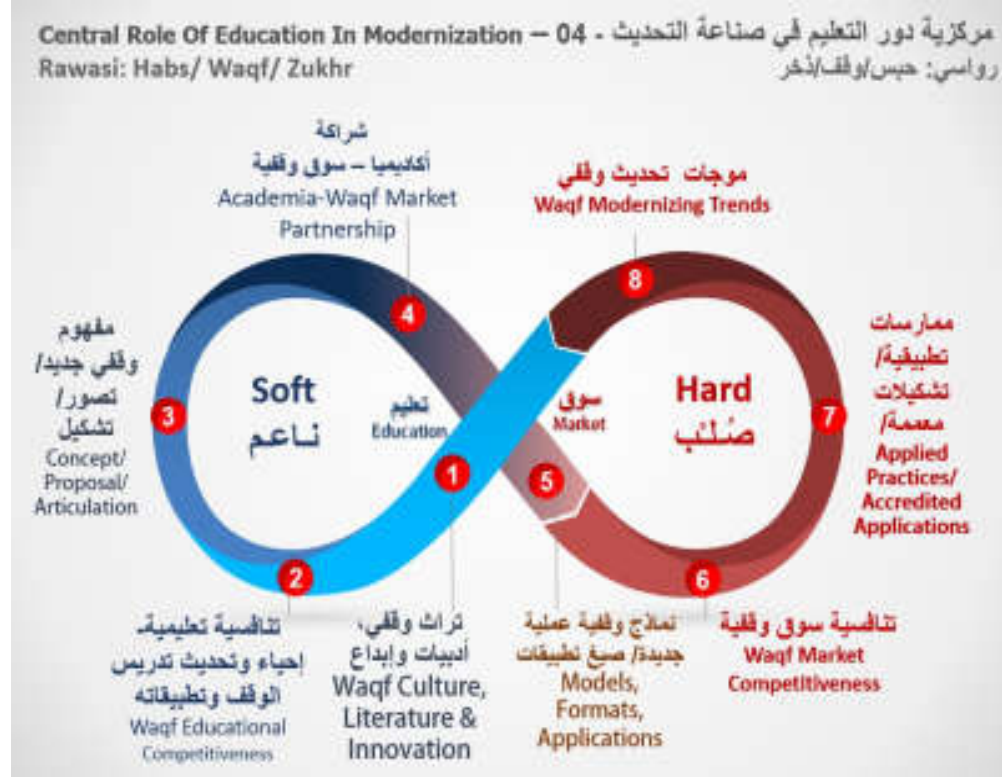 Central Role Of Education In Modernization – 04 - مركزية دور التعليم في صناعة التحديث
Rawasi: Habs/ Waqf/ Zukhr
رواسي: حبس/وقف/ذخر
شراكة
أكاديميا – سوق وقفية
Academia-Waqf Market
Partnership
موجات تحديث وقفي
Waqf Modernizing Trends
8
4
مفهوم
وقفي جديد/
تصور/
تشكيل
Concept/
Proposal/
Articulation
3
Soft
ناعم
تعليم
Education
سوق
Market
Hard
صُلْب
7
ممارسات
تطبيقية/
تشكيلات
معممة/
Applied
Practices/
Accredited
Applications
1
5
2
6
تنافسية تعليمية-
إحياء وتحديث تدريس
الوقف وتطبيقاته
Waqf Educational
Competitiveness
تراث وقفي،
أدبيات وإبداع
Waqf Culture,
Literature &
Innovation
نماذج وقفية عملية
جديدة/ صيغ تطبيقات
Models,
Formats,
Applications
تنافسية سوق وقفية
Waqf Market
Competitiveness